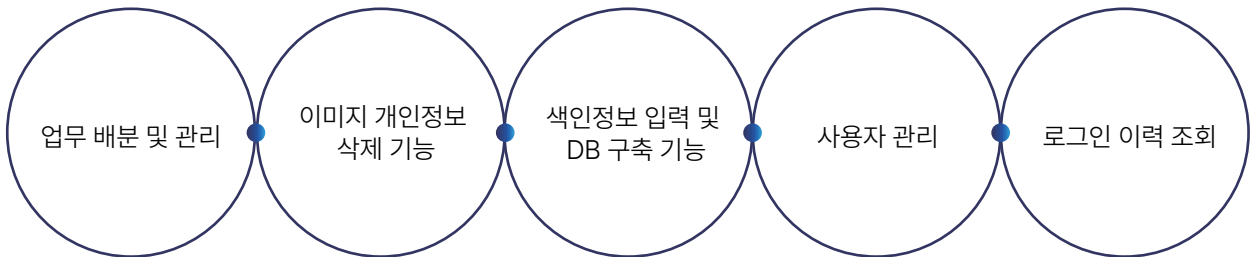 업무 배분 및 관리
이미지 개인정보
삭제 기능
색인정보 입력 및
DB 구축 기능
사용자 관리
로그인 이력 조회